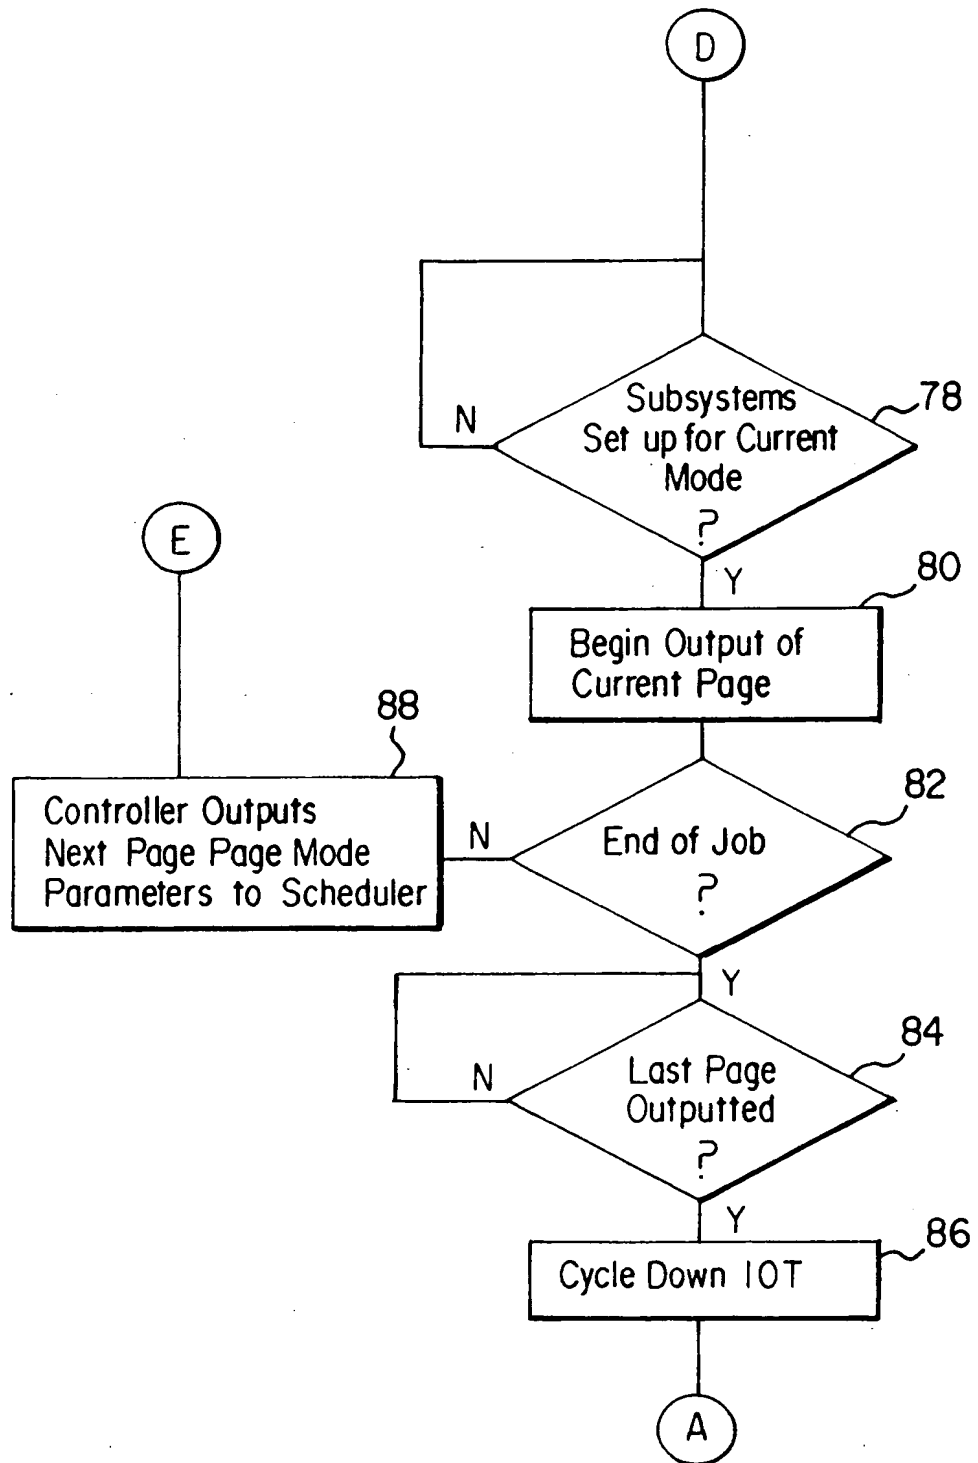 D
Subsystems
Set up for Current
Mode
?
78
N
Y
E
80
Begin Output of
Current Page
88
Controller Outputs
Next Page Page Mode
Parameters to Scheduler
N
82
End of Job
?
Y
84
N
Last Page
Outputted
?
Y
86
Cycle Down IOT
A